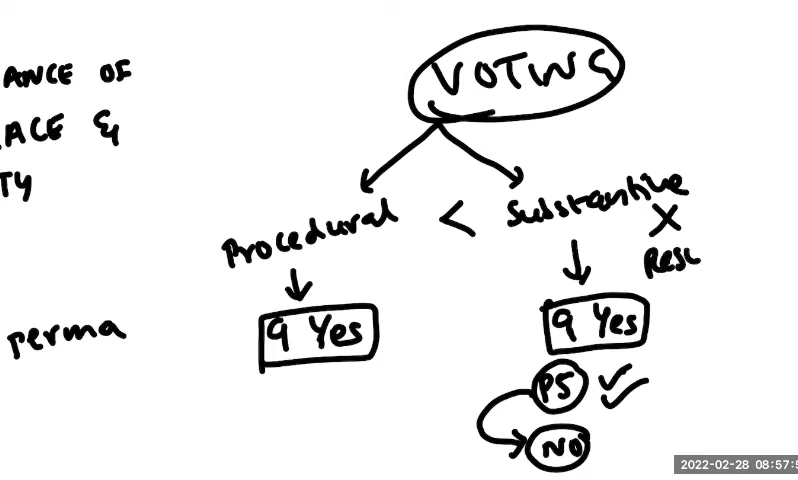 ANCE OF
ACE &
TY
perma
VOTING
Procedural < Substantive
X
Resl
9 Yes
9 Yes
P5 ✓✓
NO
2022-02-28 08:57:5